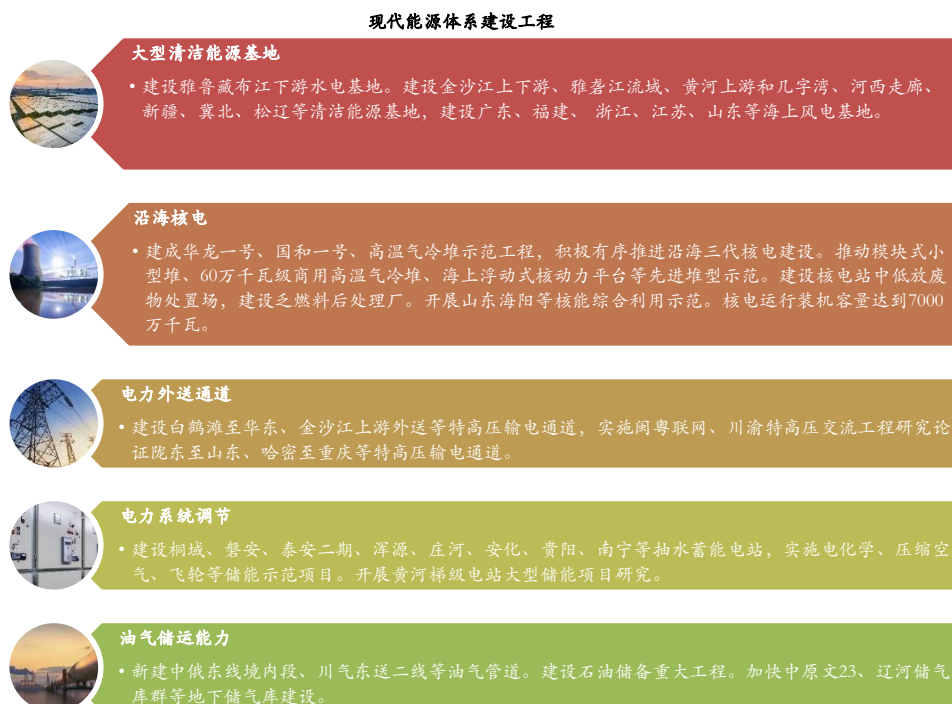 现代能源体系建设工程
大型清洁能源基地
• 建设雅鲁藏布江下游水电基地。建设金沙江上下游、雅砻江流域、黄河上游和几字湾、河西走廊、
新疆、冀北、松辽等清洁能源基地，建设广东、福建、 浙江、江苏、山东等海上风电基地。
沿海核电
• 建成华龙一号、国和一号、高温气冷堆示范工程，积极有序推进沿海三代核电建设。推动模块式小
型堆、60万千瓦级商用高温气冷堆、海上浮动式核动力平台等先进堆型示范。建设核电站中低放废
物处置场，建设乏燃料后处理厂。开展山东海阳等核能综合利用示范。核电运行装机容量达到7000
万千瓦。
电力外送通道
• 建设白鹤滩至华东、金沙江上游外送等特高压输电通道，实施闽粤联网、川渝特高压交流工程研究论
证陇东至山东、哈密至重庆等特高压输电通道。
电力系统调节
• 建设桐域、磐安、泰安二期、浑源、庄河、安化、贵阳、南宁等抽水蓄能电站，实施电化学、压缩空
气、飞轮等储能示范项目。开展黄河梯级电站大型储能项目研究。
油气储运能力
• 新建中俄东线境内段、川气东送二线等油气管道。建设石油储备重大工程。加快中原文23、辽河储气
库群等地下储气库建设。